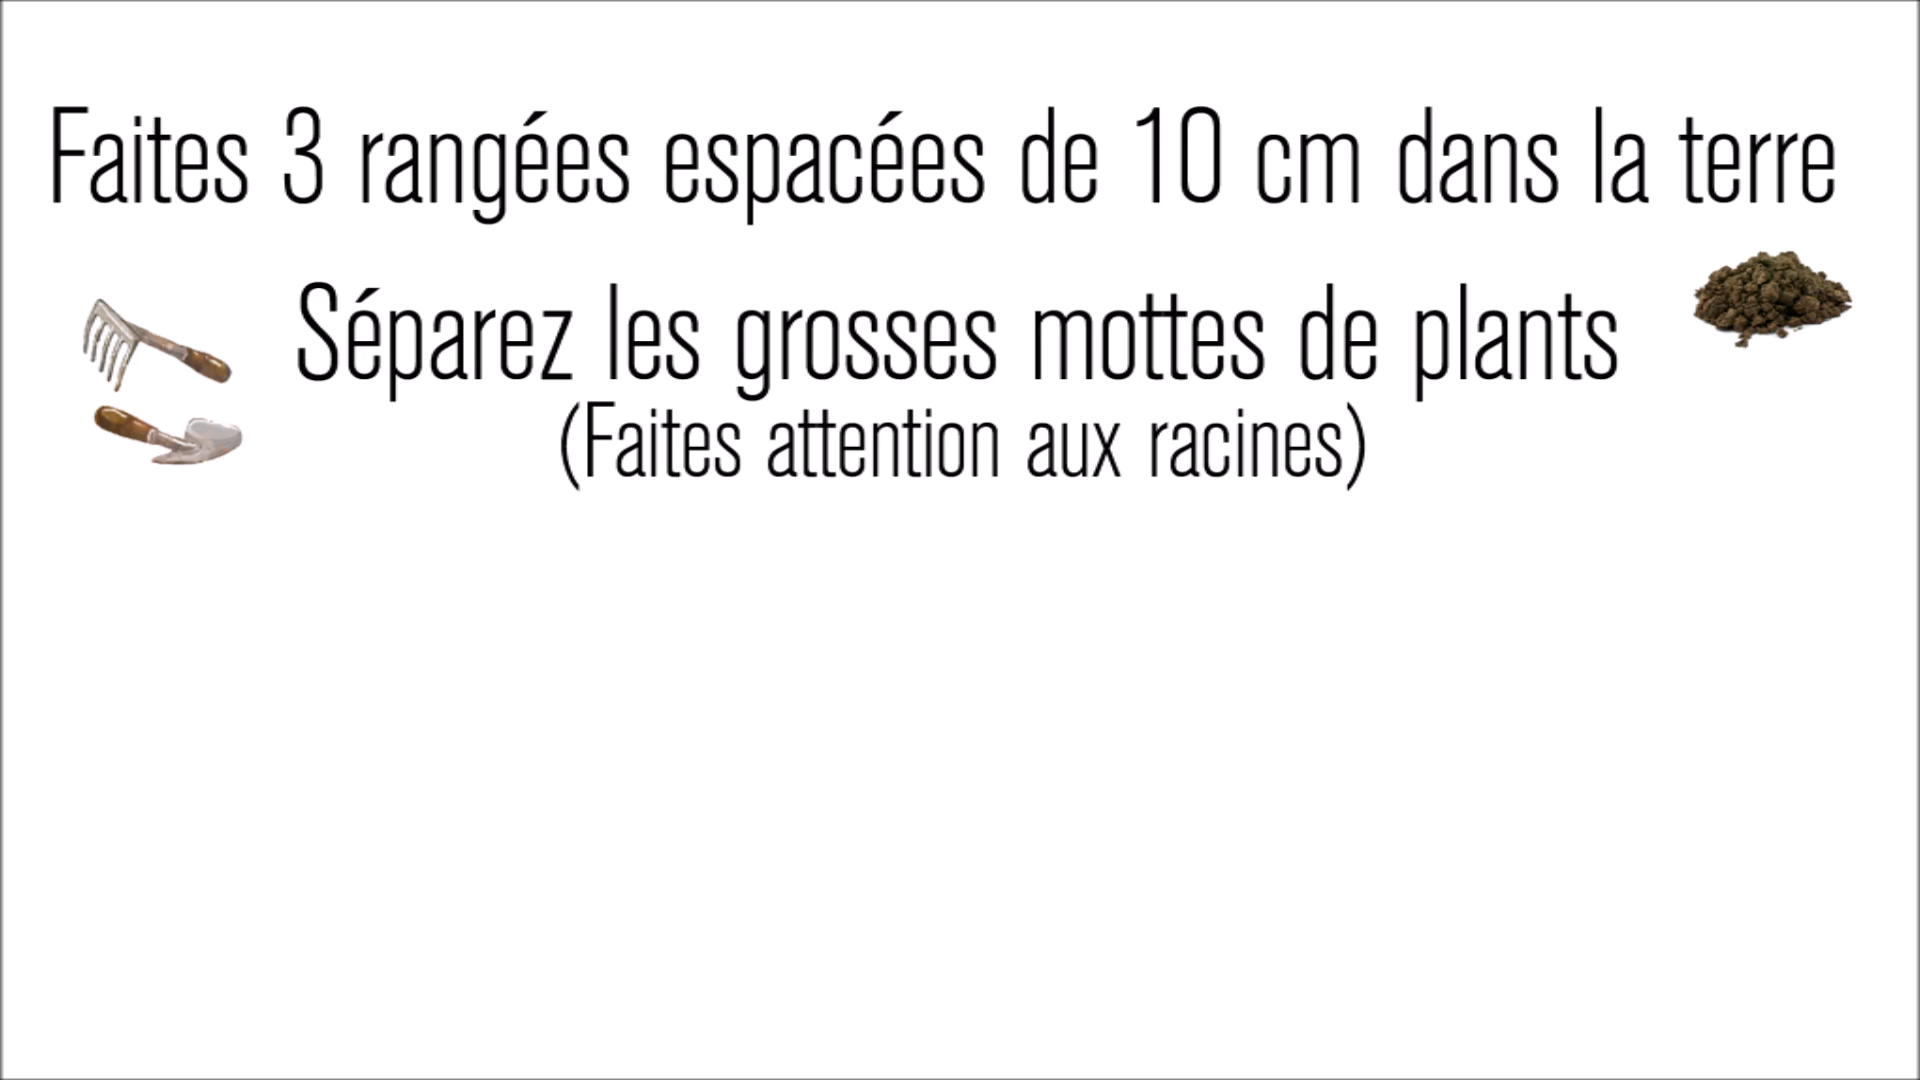 Faites 3 rangées espacées de 10 cm dans la terre
Séparez les grosses mottes de plants
(Faites attention aux racines)